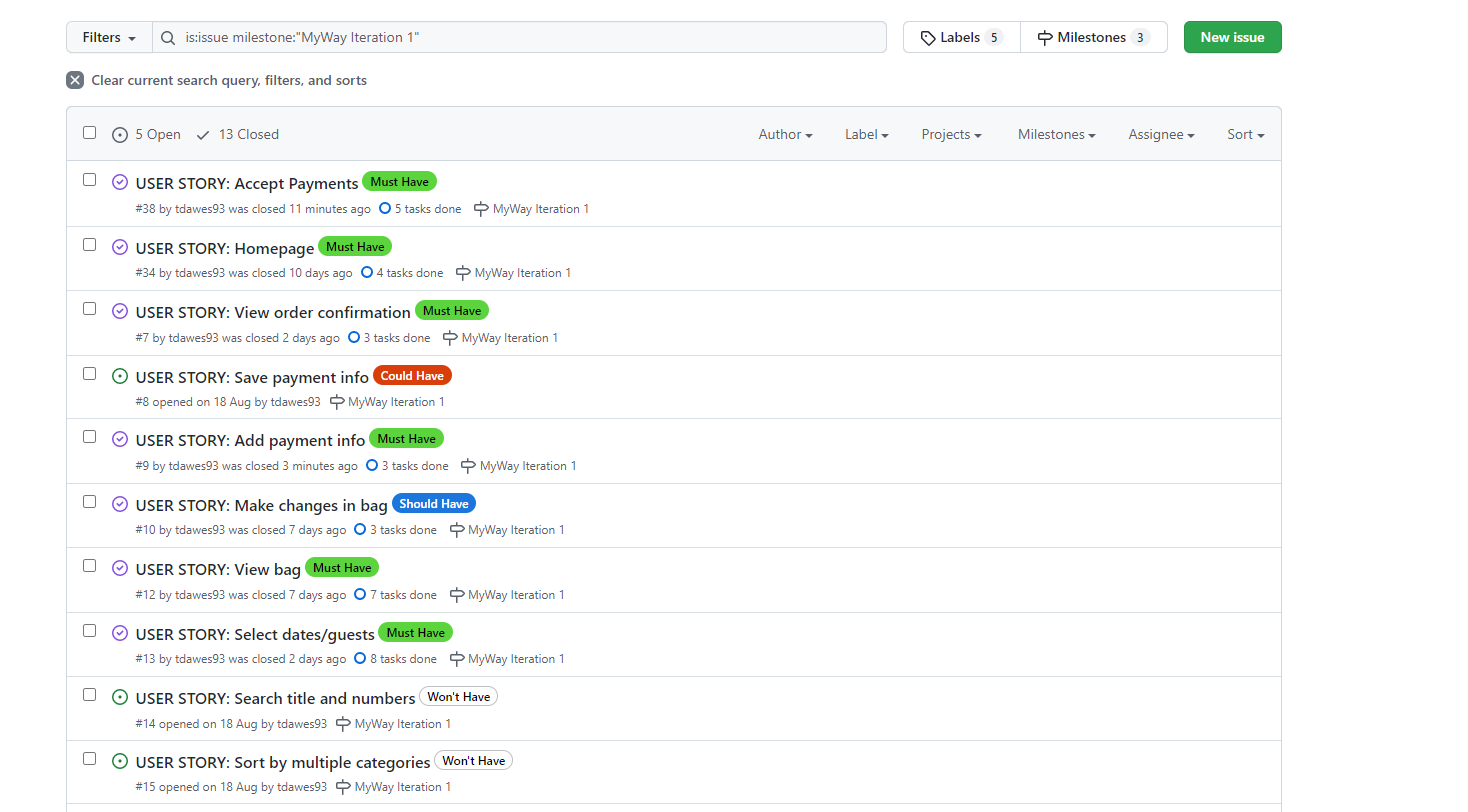 Filters is:issue milestone:"MyWay Iteration 1" Labels 5 Milestones 3 New issue
Clear current search query, filters, and sorts
5 Open 13 Closed Author Label Projects Milestones Assignee Sort
USER STORY: Accept Payments Must Have
#38 by tdawes93 was closed 11 minutes ago 5 tasks done MyWay Iteration 1
USER STORY: Homepage Must Have
#34 by tdawes93 was closed 10 days ago 4 tasks done MyWay Iteration 1
USER STORY: View order confirmation Must Have
#7 by tdawes93 was closed 2 days ago 3 tasks done MyWay Iteration 1
USER STORY: Save payment info Could Have
#8 opened on 18 Aug by tdawes93 MyWay Iteration 1
USER STORY: Add payment info Must Have
#9 by tdawes93 was closed 3 minutes ago 3 tasks done MyWay Iteration 1
USER STORY: Make changes in bag Should Have
#10 by tdawes93 was closed 7 days ago 3 tasks done MyWay Iteration 1
USER STORY: View bag Must Have
#12 by tdawes93 was closed 7 days ago 7 tasks done MyWay Iteration 1
USER STORY: Select dates/guests Must Have
#13 by tdawes93 was closed 2 days ago 8 tasks done MyWay Iteration 1
USER STORY: Search title and numbers Won't Have
#14 opened on 18 Aug by tdawes93 MyWay Iteration 1
USER STORY: Sort by multiple categories Won't Have
#15 opened on 18 Aug by tdawes93 MyWay Iteration 1